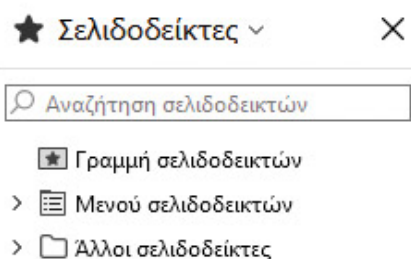 Σελιδοδείκτες
Αναζήτηση σελιδοδεικτών
Γραμμή σελιδοδεικτών
Μενού σελιδοδεικτών
Άλλοι σελιδοδείκτες